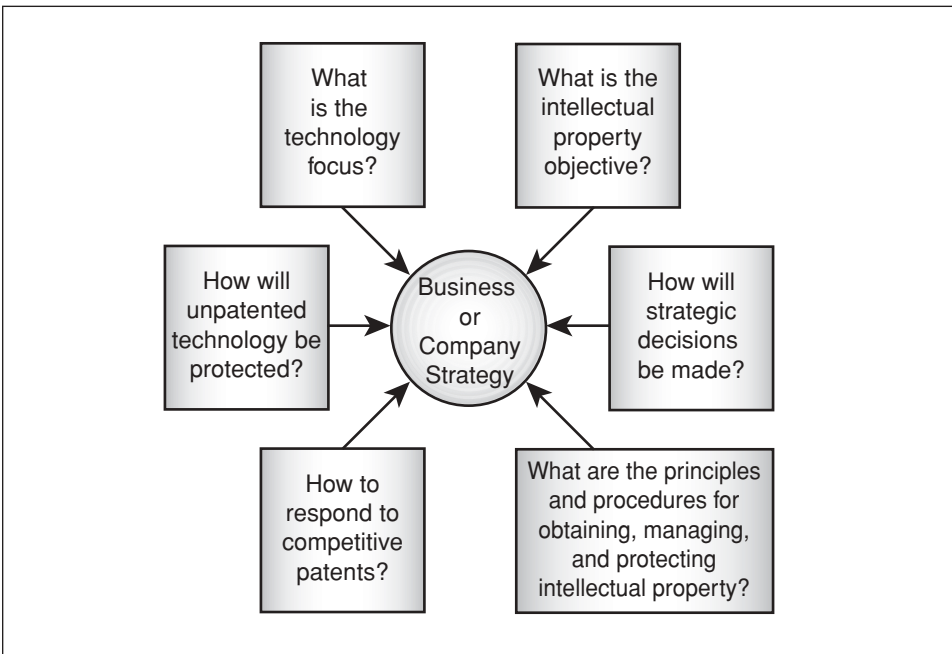 What
is the
technology
focus?
What is the
intellectual
property
objective?
How will
unpatented
technology be
protected?
Business
or
Company
Strategy
How will
strategic
decisions
be made?
How to
respond to
competitive
patents?
What are the principles
and procedures for
obtaining, managing,
and protecting
intellectual property?